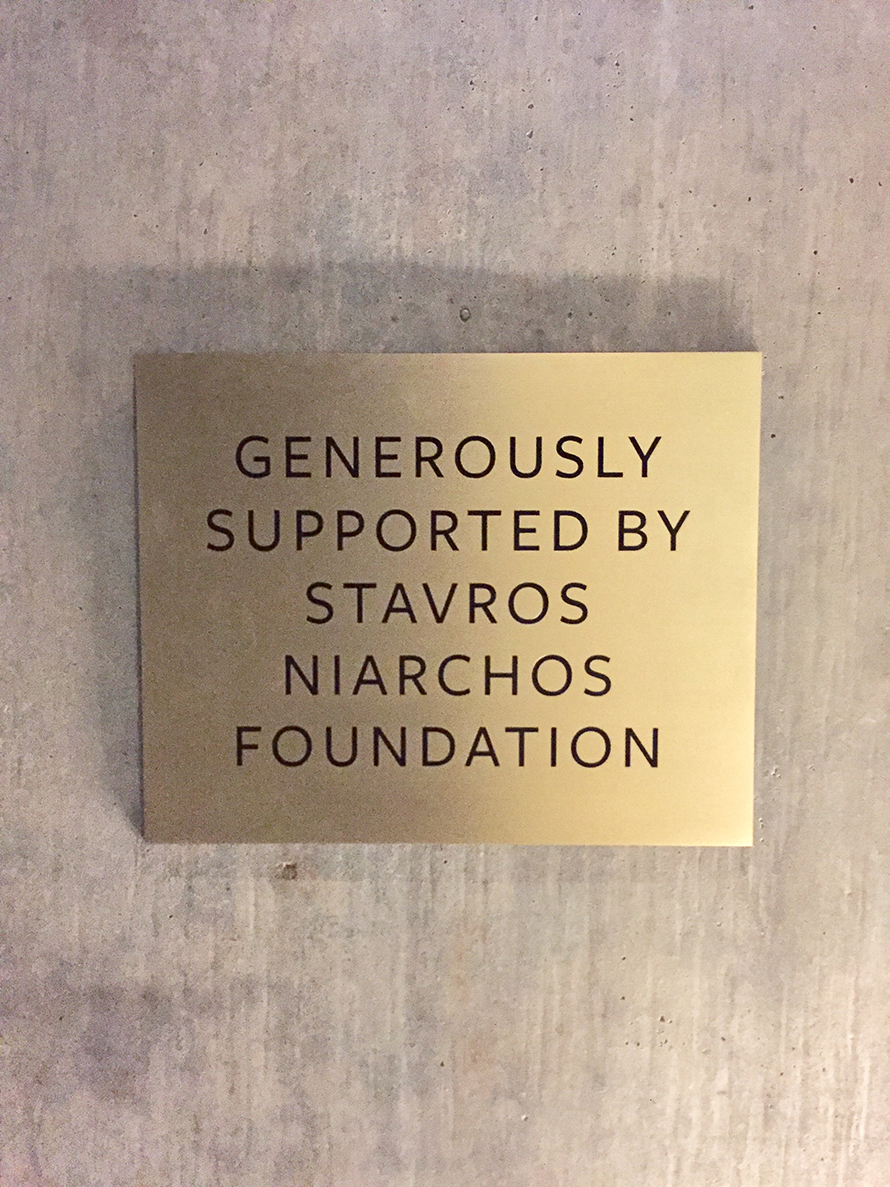 GENEROUSLY
SUPPORTED BY
STAVROS
NIARCHOS
FOUNDATION